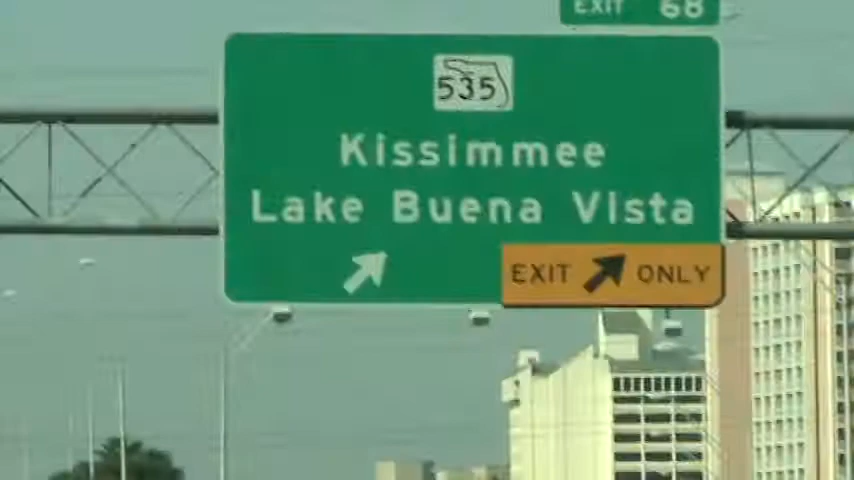 EXIT 68
535
Kissimmee
Lake Buena Vista
EXIT ONLY